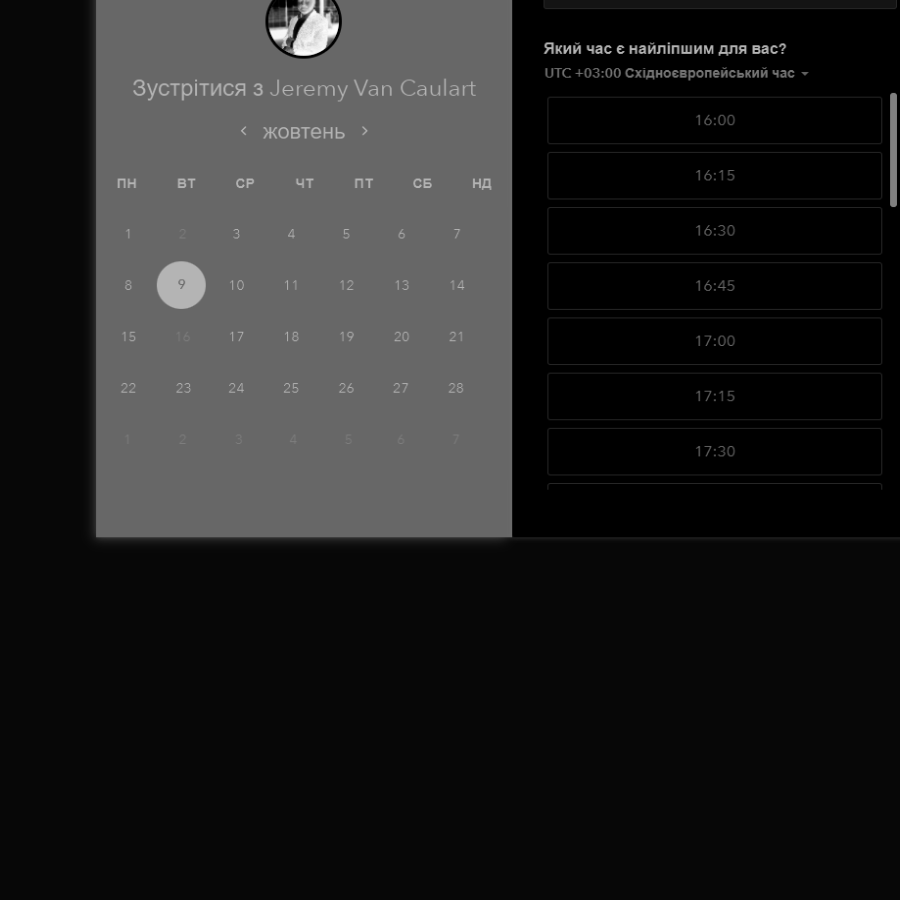 Зустрітися з Jeremy Van Caulart
жовтень
ПН ВТ СР ЧТ ПТ СБ НД
1 2 3 4 5 6 7
8 9 10 11 12 13 14
15 16 17 18 19 20 21
22 23 24 25 26 27 28
1 2 3 4 5 6 7
Який час є найліпшим для вас?
UTC +03:00 Східноєвропейський час
16:00
16:15
16:30
16:45
17:00
17:15
17:30